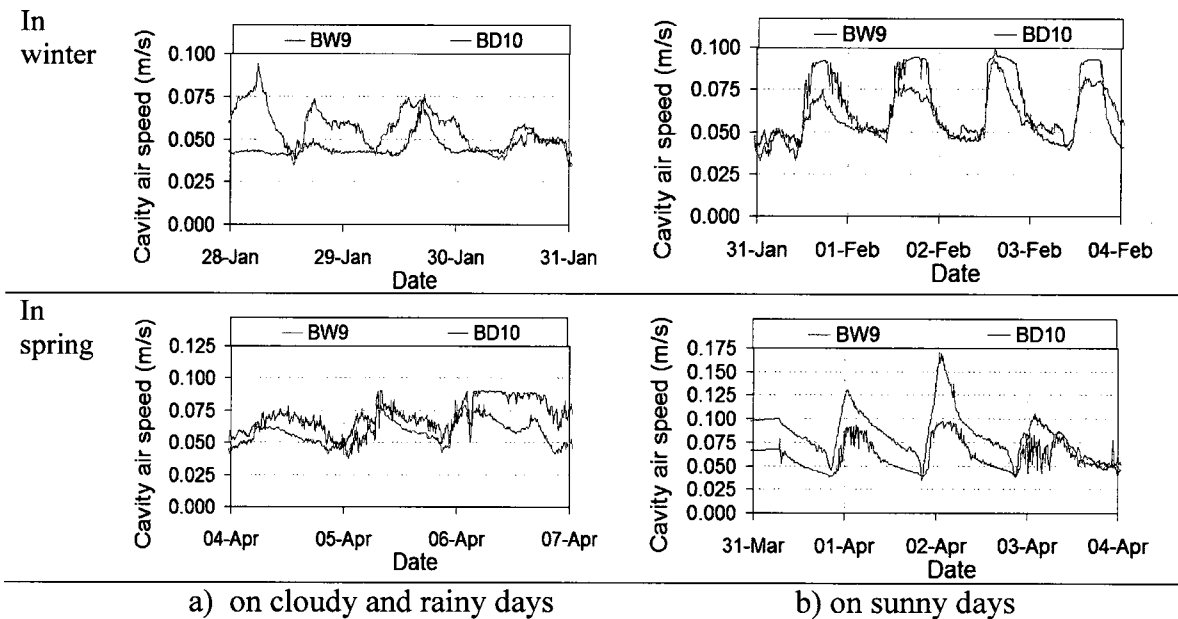 In
winter
BW9 BD10
Cavity air speed (m/s)
0.100
0.075
0.050
0.025
0.000
28-Jan 29-Jan 30-Jan 31-Jan
Date
BW9 BD10
Cavity air speed (m/s)
0.100
0.075
0.050
0.025
0.000
31-Jan 01-Feb 02-Feb 03-Feb 04-Feb
Date
In
spring
BW9 BD10
Cavity air speed (m/s)
0.125
0.100
0.075
0.050
0.025
0.000
04-Apr 05-Apr 06-Apr 07-Apr
Date
BW9 BD10
Cavity air speed (m/s)
0.175
0.150
0.125
0.100
0.075
0.050
0.025
0.000
31-Mar 01-Apr 02-Apr 03-Apr 04-Apr
Date
a) on cloudy and rainy days
b) on sunny days